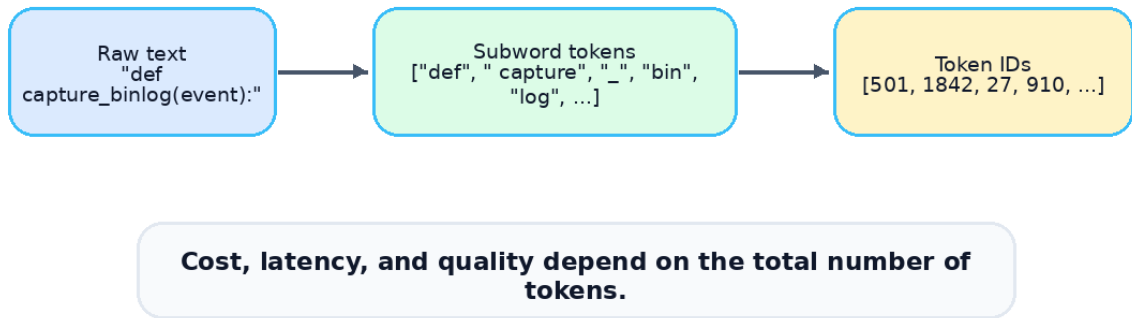 Raw text
"def
capture_binlog(event):"
Subword tokens
["def", " capture", "_", "bin",
"log", ...]
Token IDs
[501, 1842, 27, 910, ...]
Cost, latency, and quality depend on the total number of
tokens.